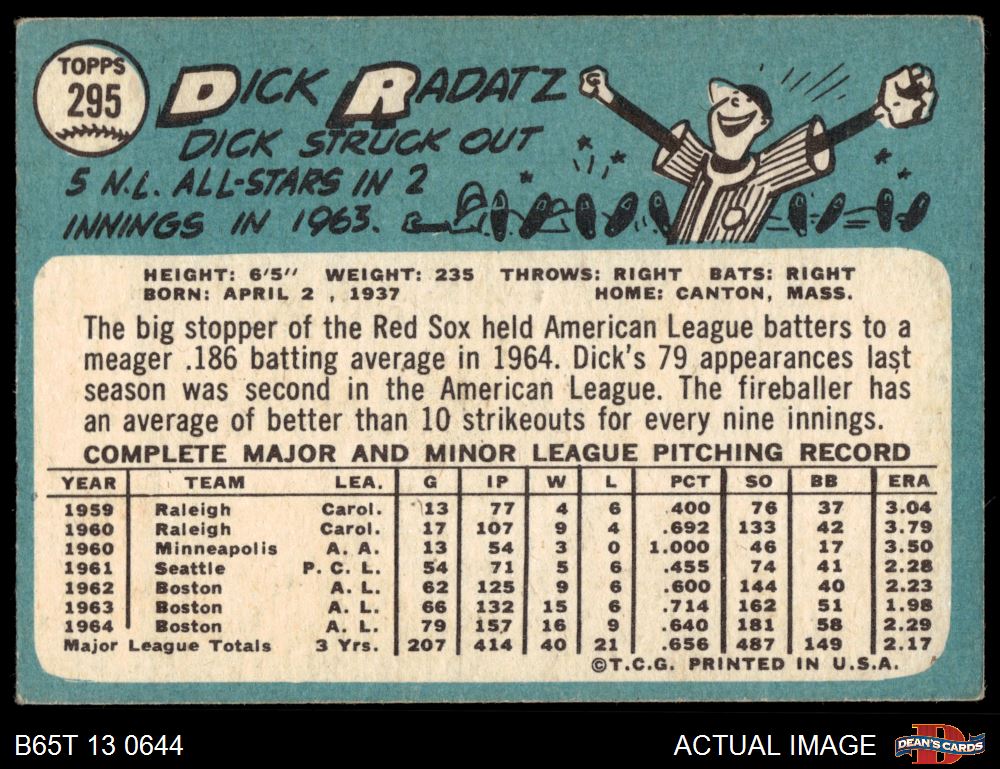 TOPPS
295
DICK RADATZ
DICK STRUCK OUT
5 N.L. ALL-STARS IN 2
INNINGS IN 1963.
HEIGHT: 6'5" WEIGHT: 235 THROWS: RIGHT BATS: RIGHT
BORN: APRIL 2 , 1937 HOME: CANTON, MASS.
The big stopper of the Red Sox held American League batters to a
meager .186 batting average in 1964. Dick's 79 appearances last
season was second in the American League. The fireballer has
an average of better than 10 strikeouts for every nine innings.
COMPLETE MAJOR AND MINOR LEAGUE PITCHING RECORD
YEAR TEAM LEA. G IP W L PCT SO BB ERA
1959 Raleigh Carol. 13 77 4 6 .400 76 37 3.04
1960 Raleigh Carol. 17 107 9 4 .692 133 42 3.79
1960 Minneapolis A. A. 13 54 3 0 1.000 46 17 3.50
1961 Seattle P. C. L. 54 71 5 6 .455 74 41 2.28
1962 Boston A. L. 62 125 9 6 .600 144 40 2.23
1963 Boston A. L. 66 132 15 6 .714 162 51 1.98
1964 Boston A. L. 79 157 16 9 .640 181 58 2.29
Major League Totals 3 Yrs. 207 414 40 21 .656 487 149 2.17
©T.C.G. PRINTED IN U.S.A.
B65T 13 0644
ACTUAL IMAGE
D
DEAN'S CARDS